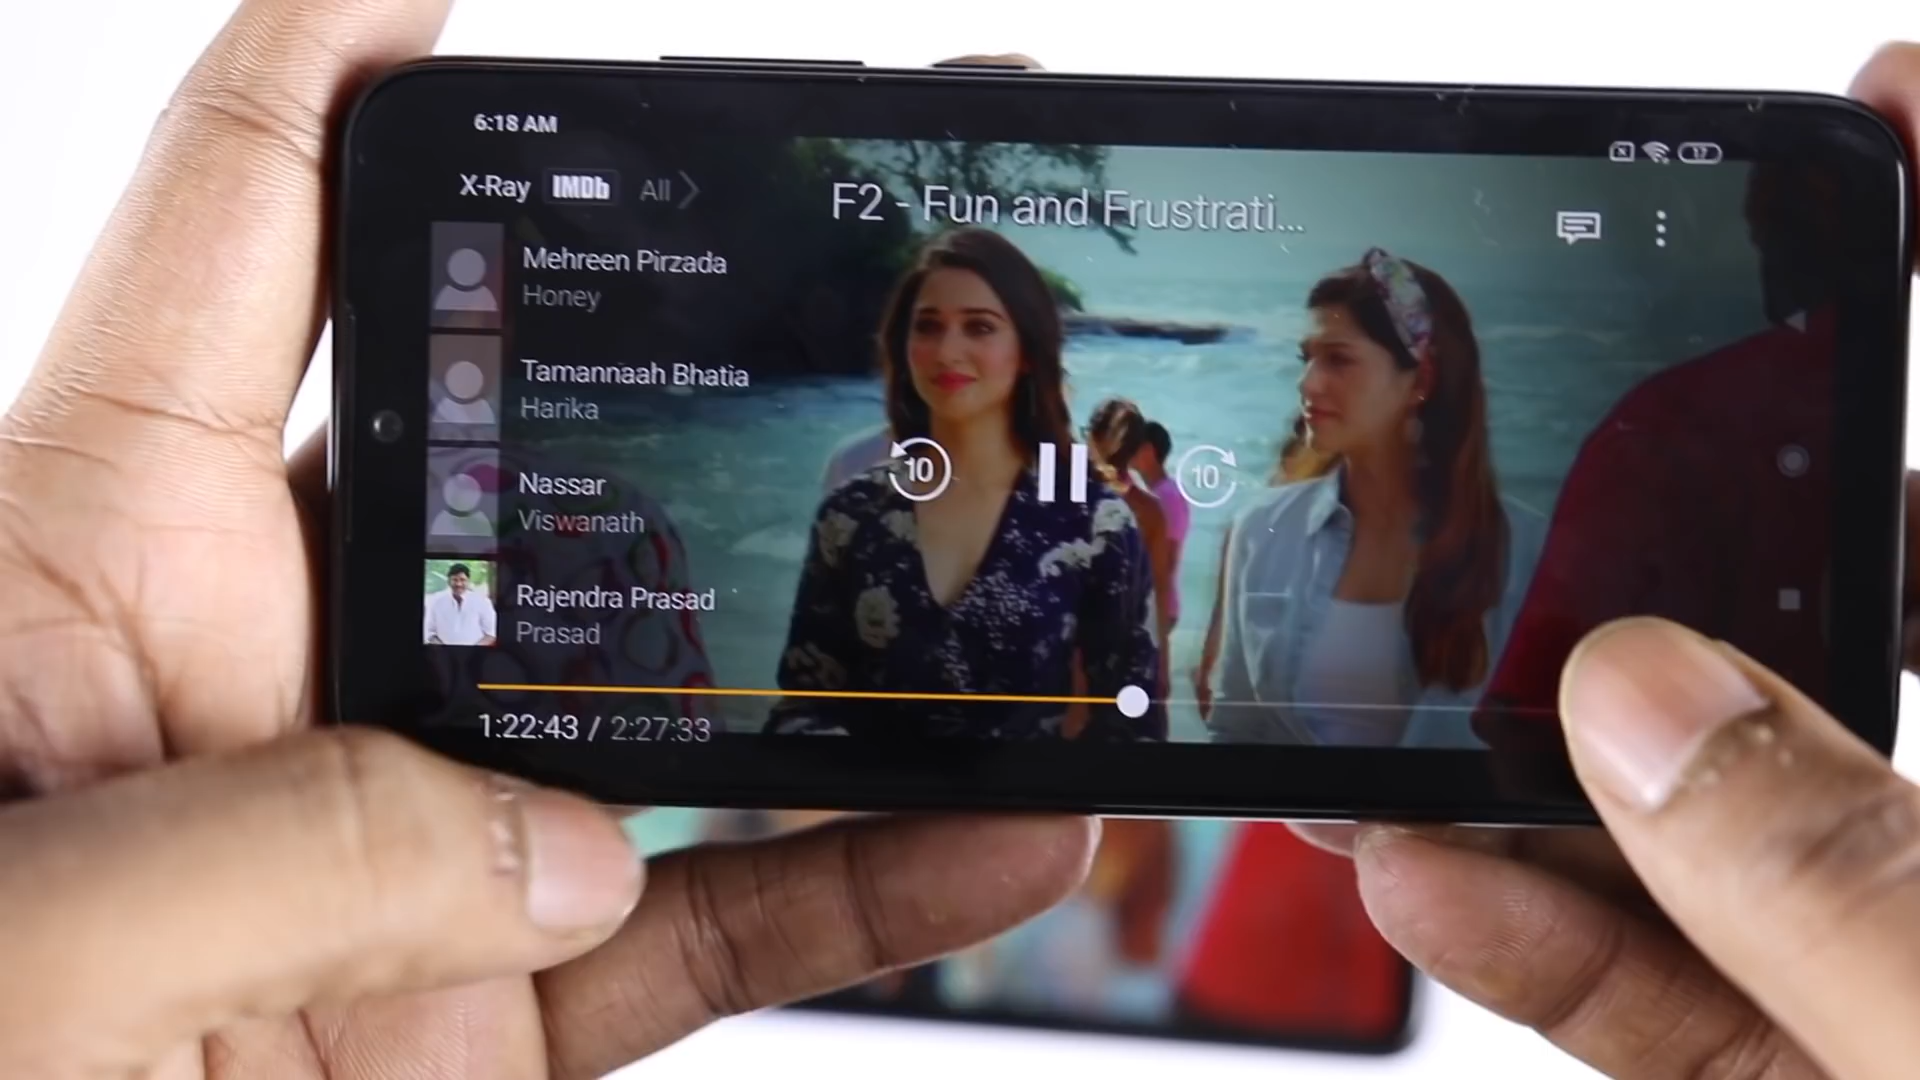 6:18 AM
17
X-Ray IMDb All
F2 - Fun and Frustrati...
Mehreen Pirzada
Honey
Tamannaah Bhatia
Harika
Nassar
Viswanath
Rajendra Prasad
Prasad
10
10
1:22:43 / 2:27:33